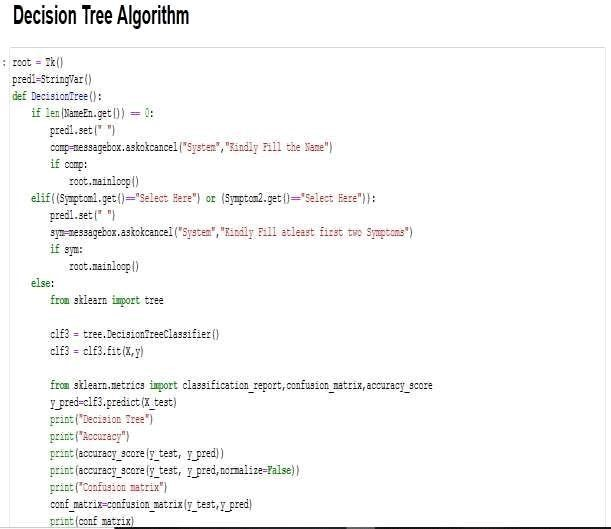 Decision Tree Algorithm
: root = Tk()
pred1=StringVar()
def DecisionTree():
if len(NameEn.get()) == 0:
pred1.set(" ")
comp=messagebox.askokcancel("System","Kindly Fill the Name")
if comp:
root.mainloop()
elif((Symptom1.get()=="Select Here") or (Symptom2.get()=="Select Here")):
pred1.set(" ")
sym=messagebox.askokcancel("System","Kindly Fill atleast first two Symptoms")
if sym:
root.mainloop()
else:
from sklearn import tree
clf3 = tree.DecisionTreeClassifier()
clf3 = clf3.fit(X,y)
from sklearn.metrics import classification_report,confusion_matrix,accuracy_score
y_pred=clf3.predict(X_test)
print("Decision Tree")
print("Accuracy")
print(accuracy_score(y_test, y_pred))
print(accuracy_score(y_test, y_pred,normalize=False))
print("Confusion matrix")
conf_matrix=confusion_matrix(y_test,y_pred)
print(conf_matrix)